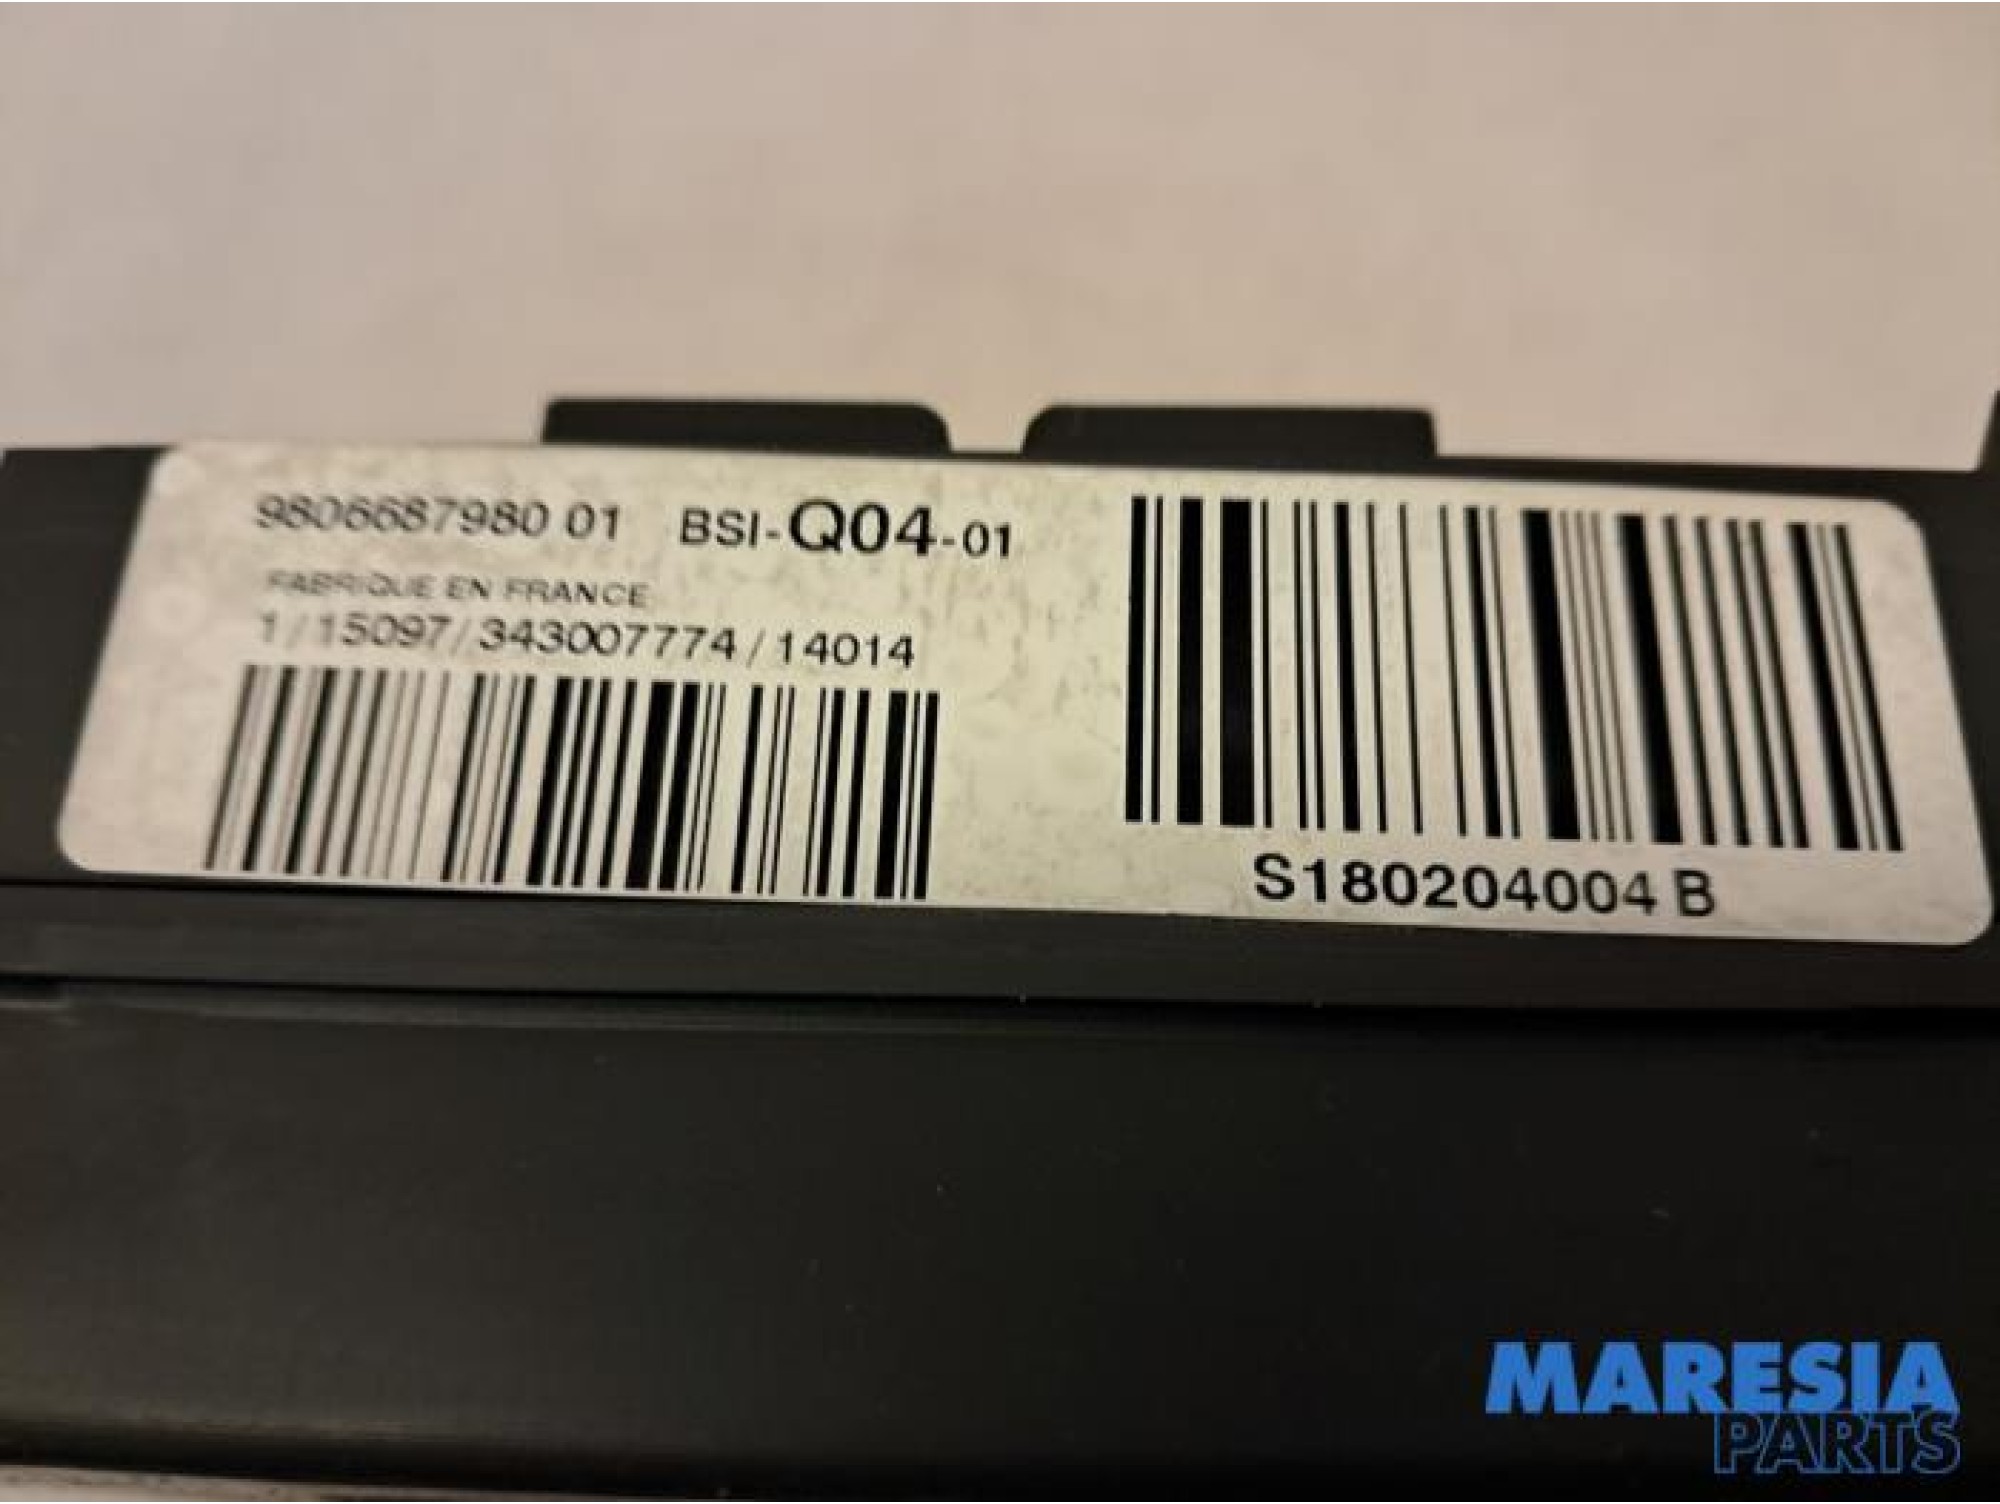 9806687980 01 BSI-Q04-01
FABRIQUE EN FRANCE
1/15097/343007774/14014
S180204004 B
MARESIA
PARTS